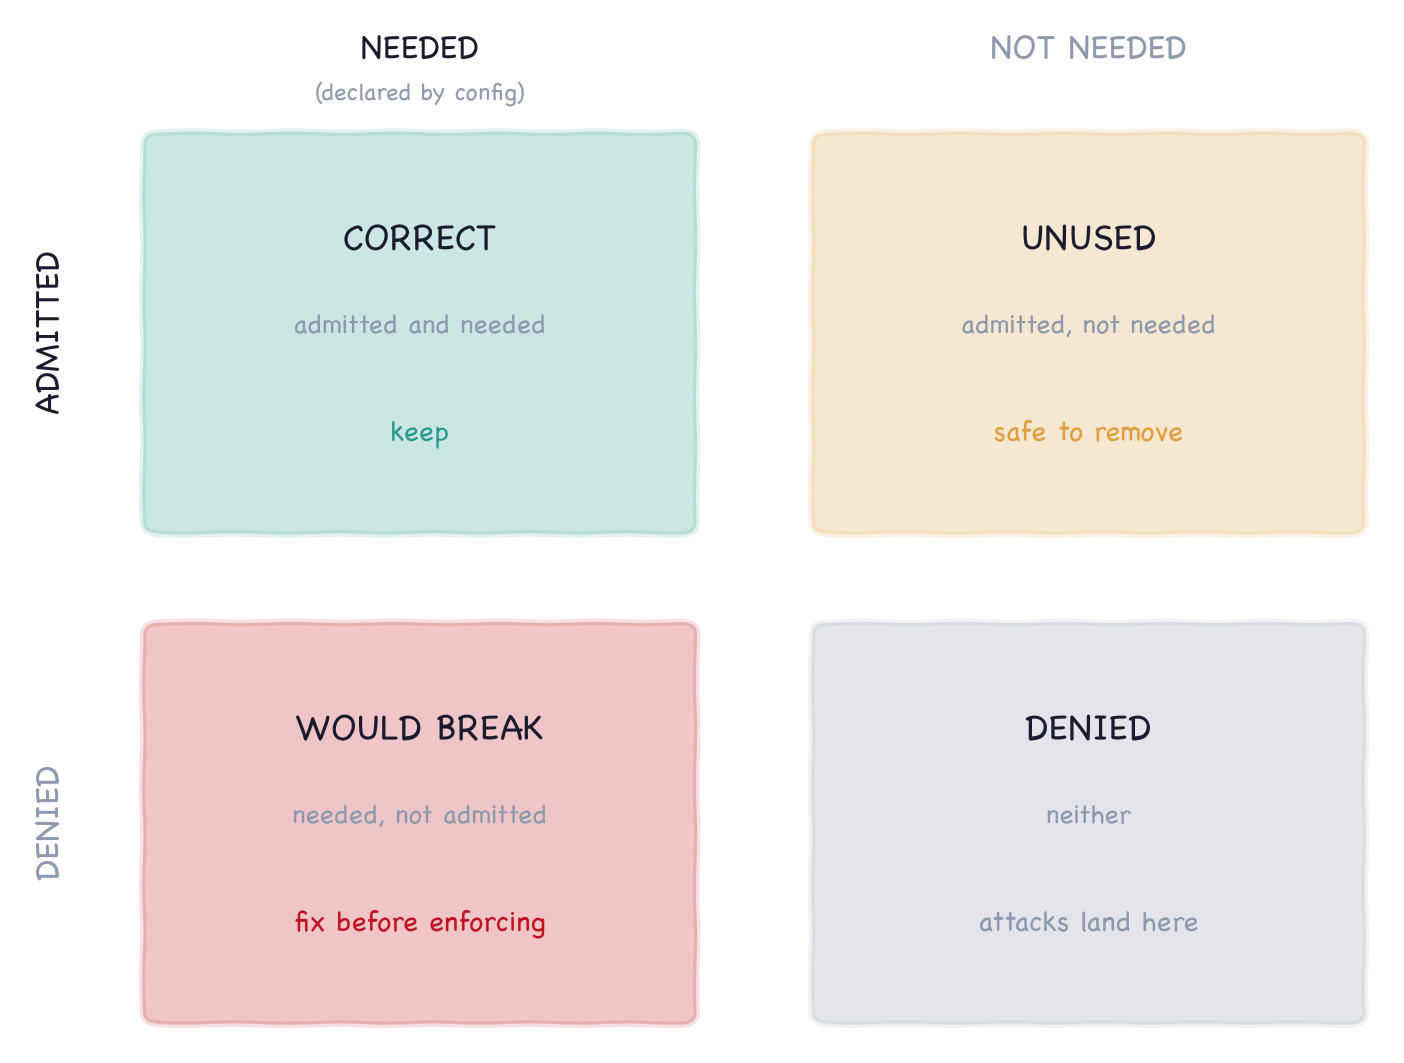 NEEDED
NOT NEEDED
(declared by config)
ADMITTED
CORRECT
admitted and needed
keep
UNUSED
admitted, not needed
safe to remove
DENIED
WOULD BREAK
needed, not admitted
fix before enforcing
DENIED
neither
attacks land here